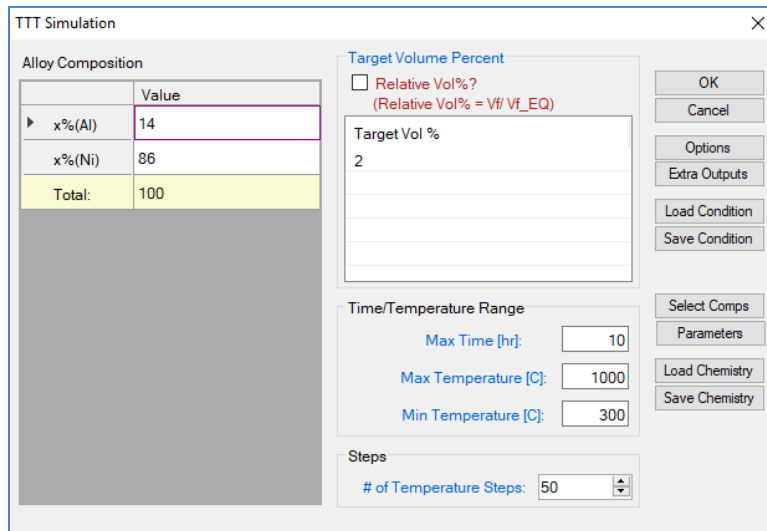 TTT Simulation
Alloy Composition
Value
x%(Al) 14
x%(Ni) 86
Total: 100
Target Volume Percent
Relative Vol%?
(Relative Vol% = Vf/ Vf_EQ)
Target Vol %
2
Time/Temperature Range
Max Time [hr]: 10
Max Temperature [C]: 1000
Min Temperature [C]: 300
Steps
# of Temperature Steps: 50
OK
Cancel
Options
Extra Outputs
Load Condition
Save Condition
Select Comps
Parameters
Load Chemistry
Save Chemistry